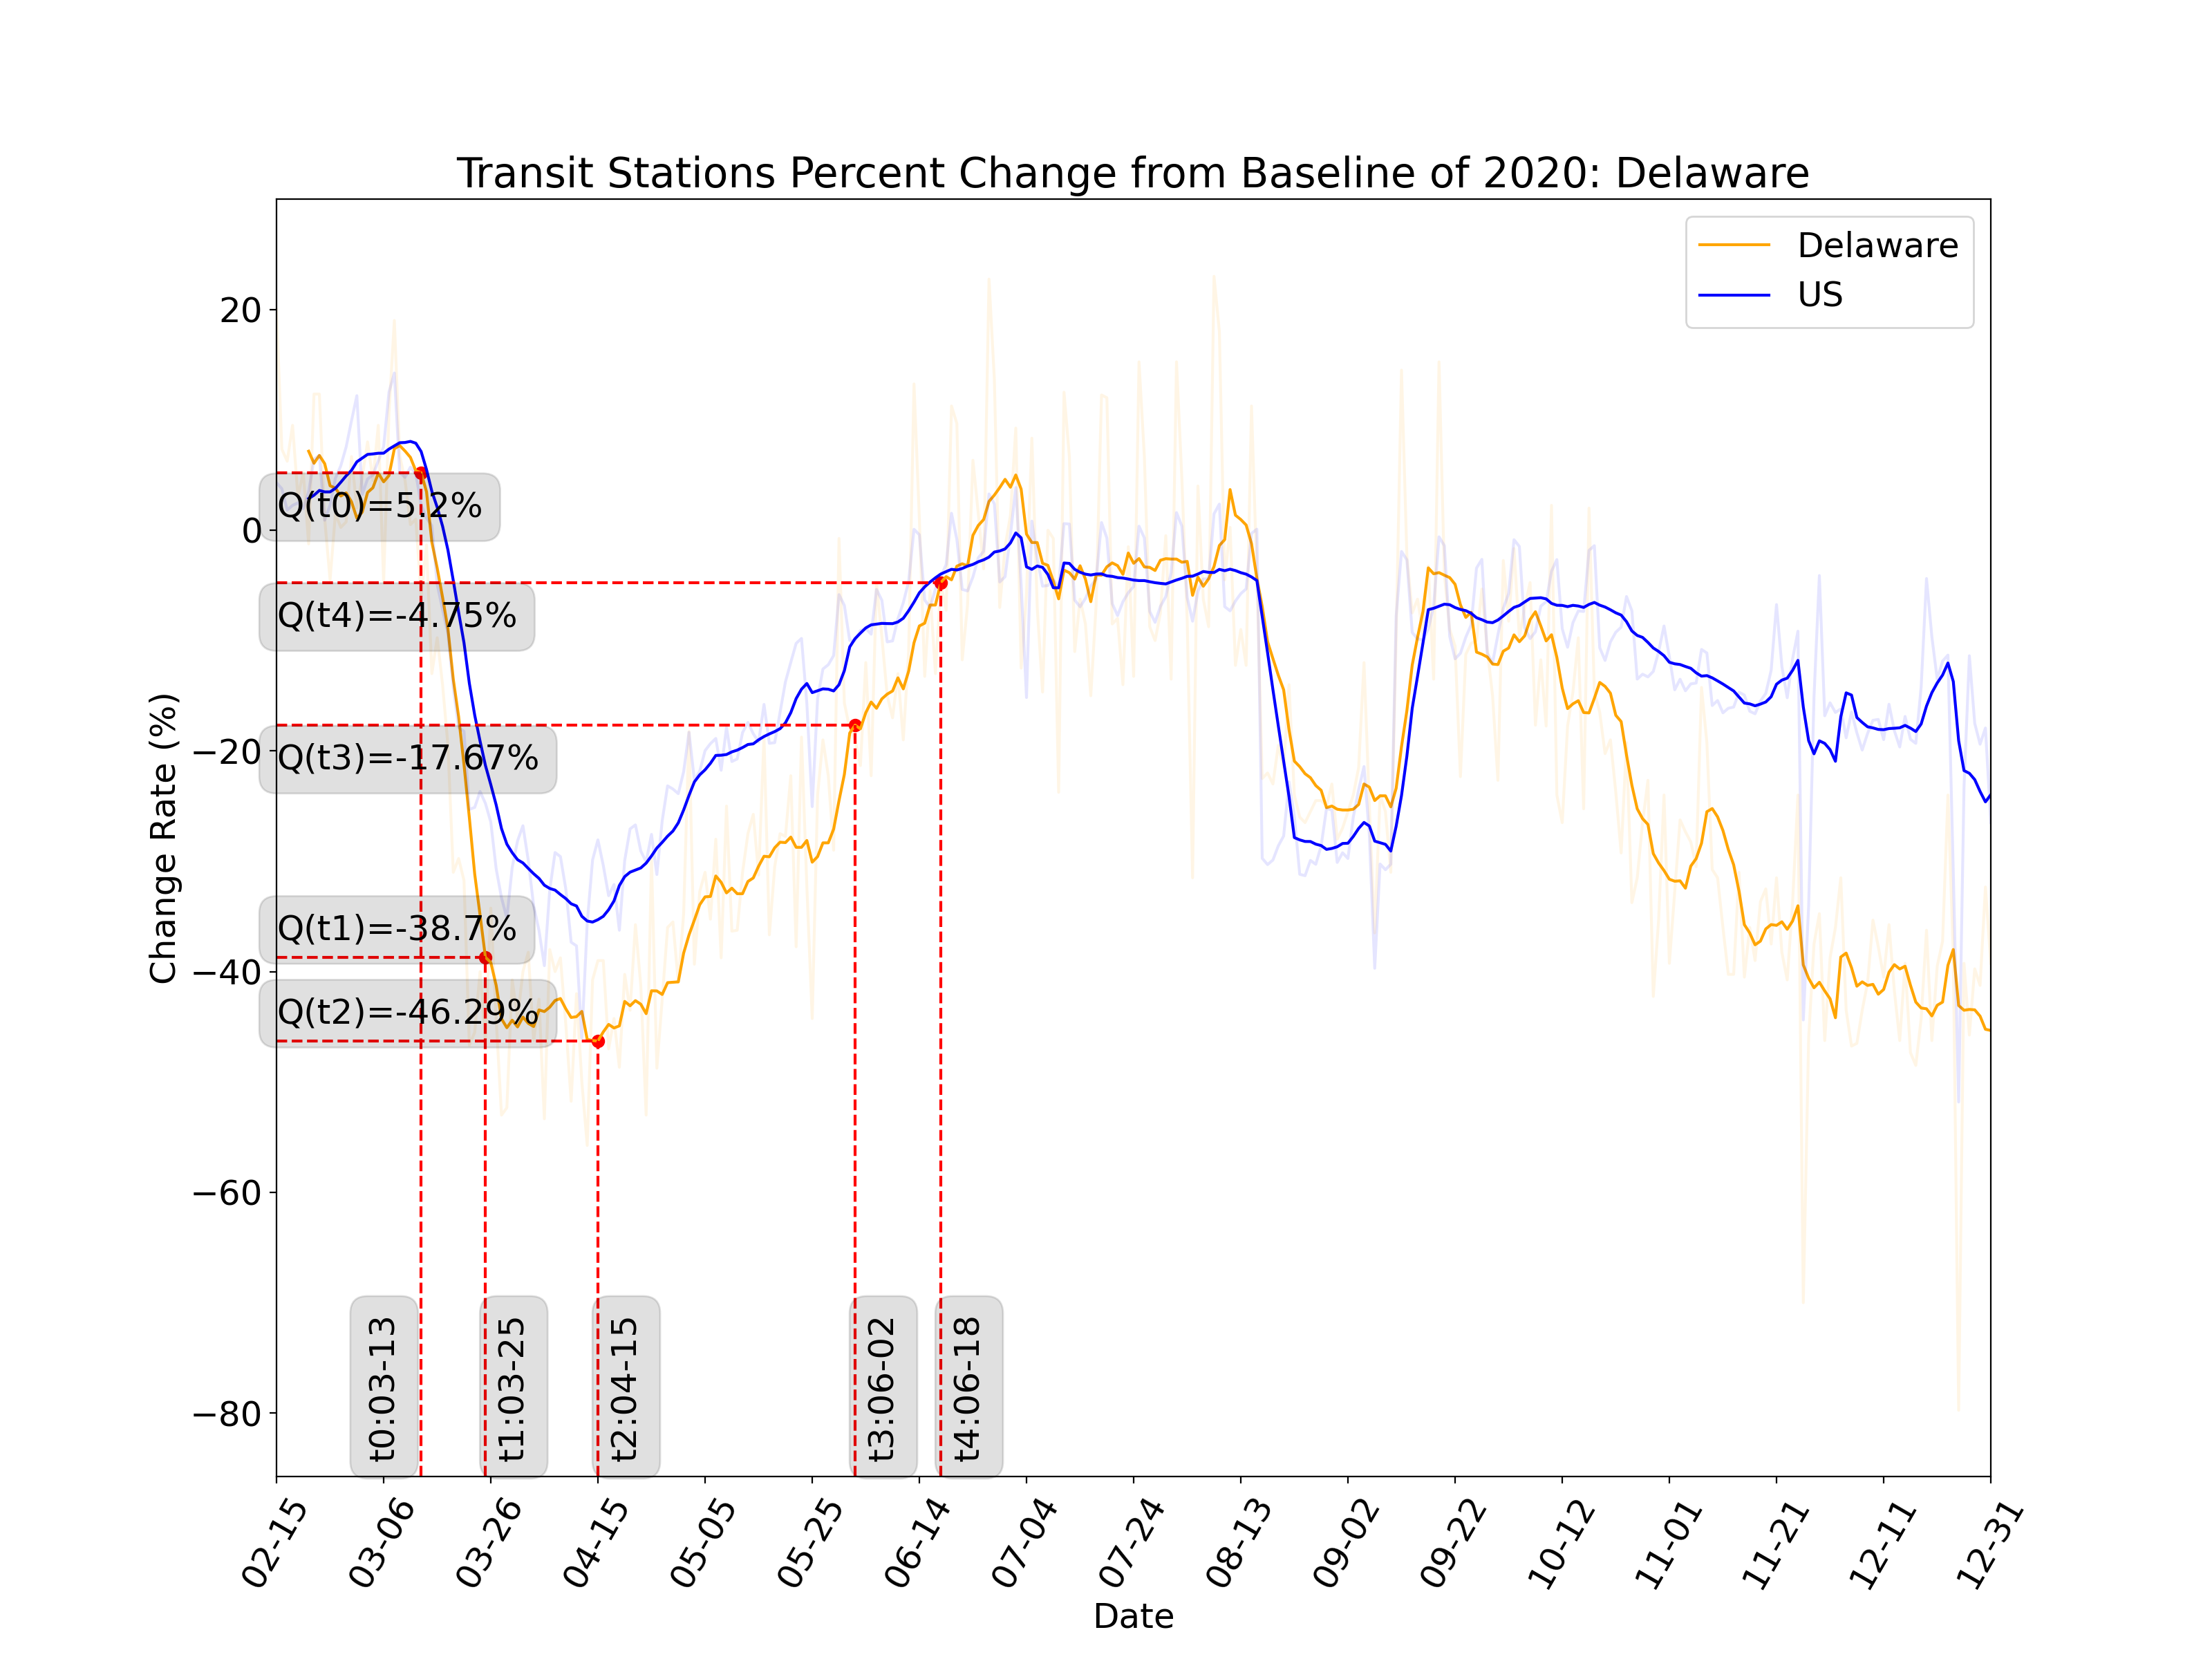 Transit Stations Percent Change from Baseline of 2020: Delaware
Delaware
US
20
0
−20
−40
−60
−80
Change Rate (%)
Q(t0)=5.2%
Q(t4)=-4.75%
Q(t3)=-17.67%
Q(t1)=-38.7%
Q(t2)=-46.29%
t0:03-13
t1:03-25
t2:04-15
t3:06-02
t4:06-18
02-15
03-06
03-26
04-15
05-05
05-25
06-14
07-04
07-24
08-13
09-02
09-22
10-12
11-01
11-21
12-11
12-31
Date